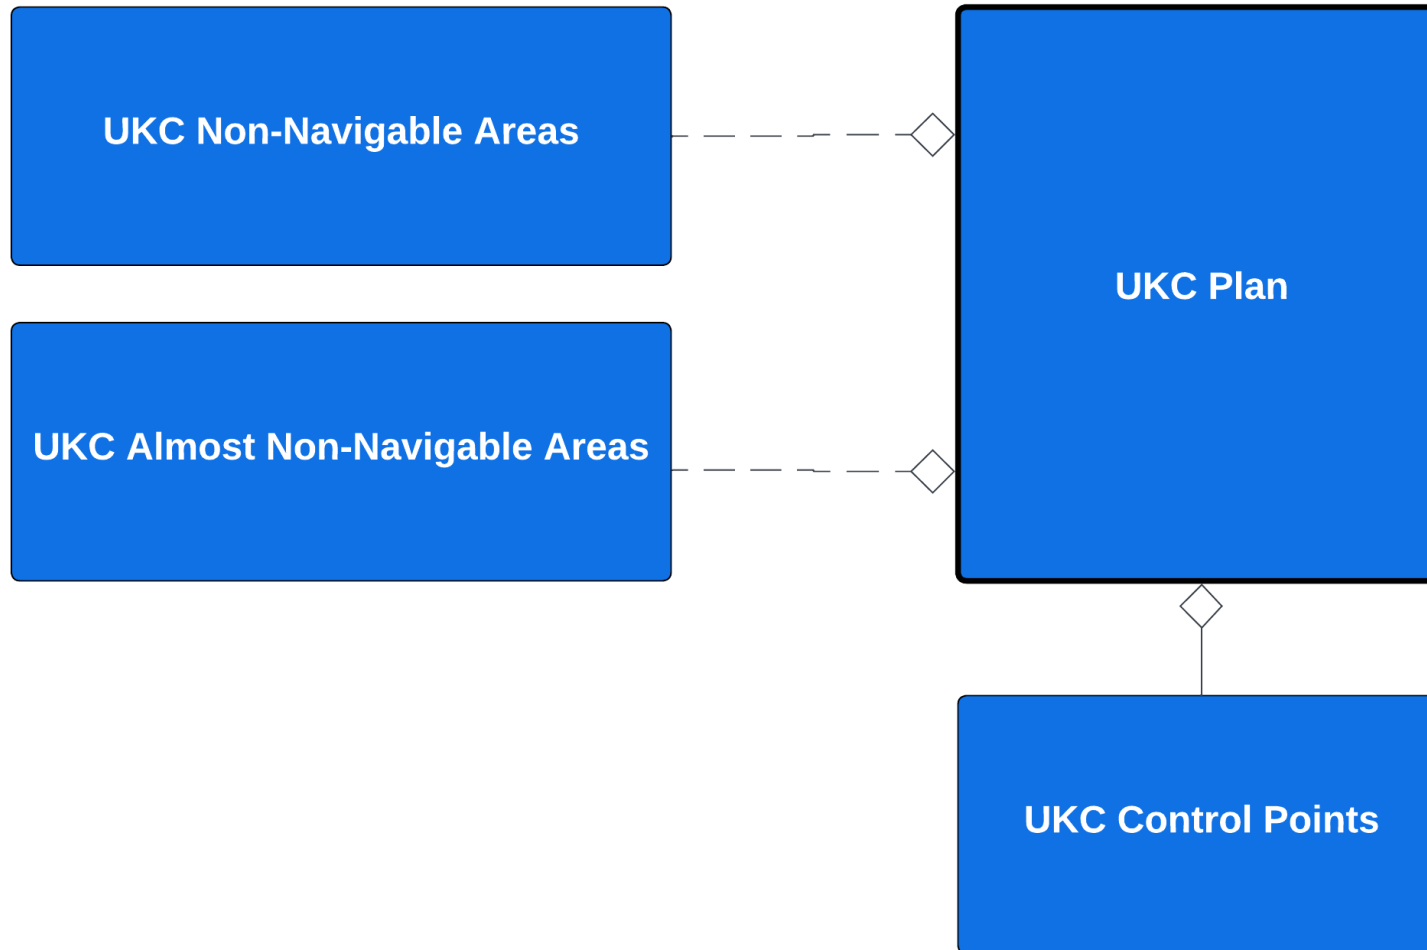 UKC Non-Navigable Areas
UKC Plan
UKC Almost Non-Navigable Areas
UKC Control Points